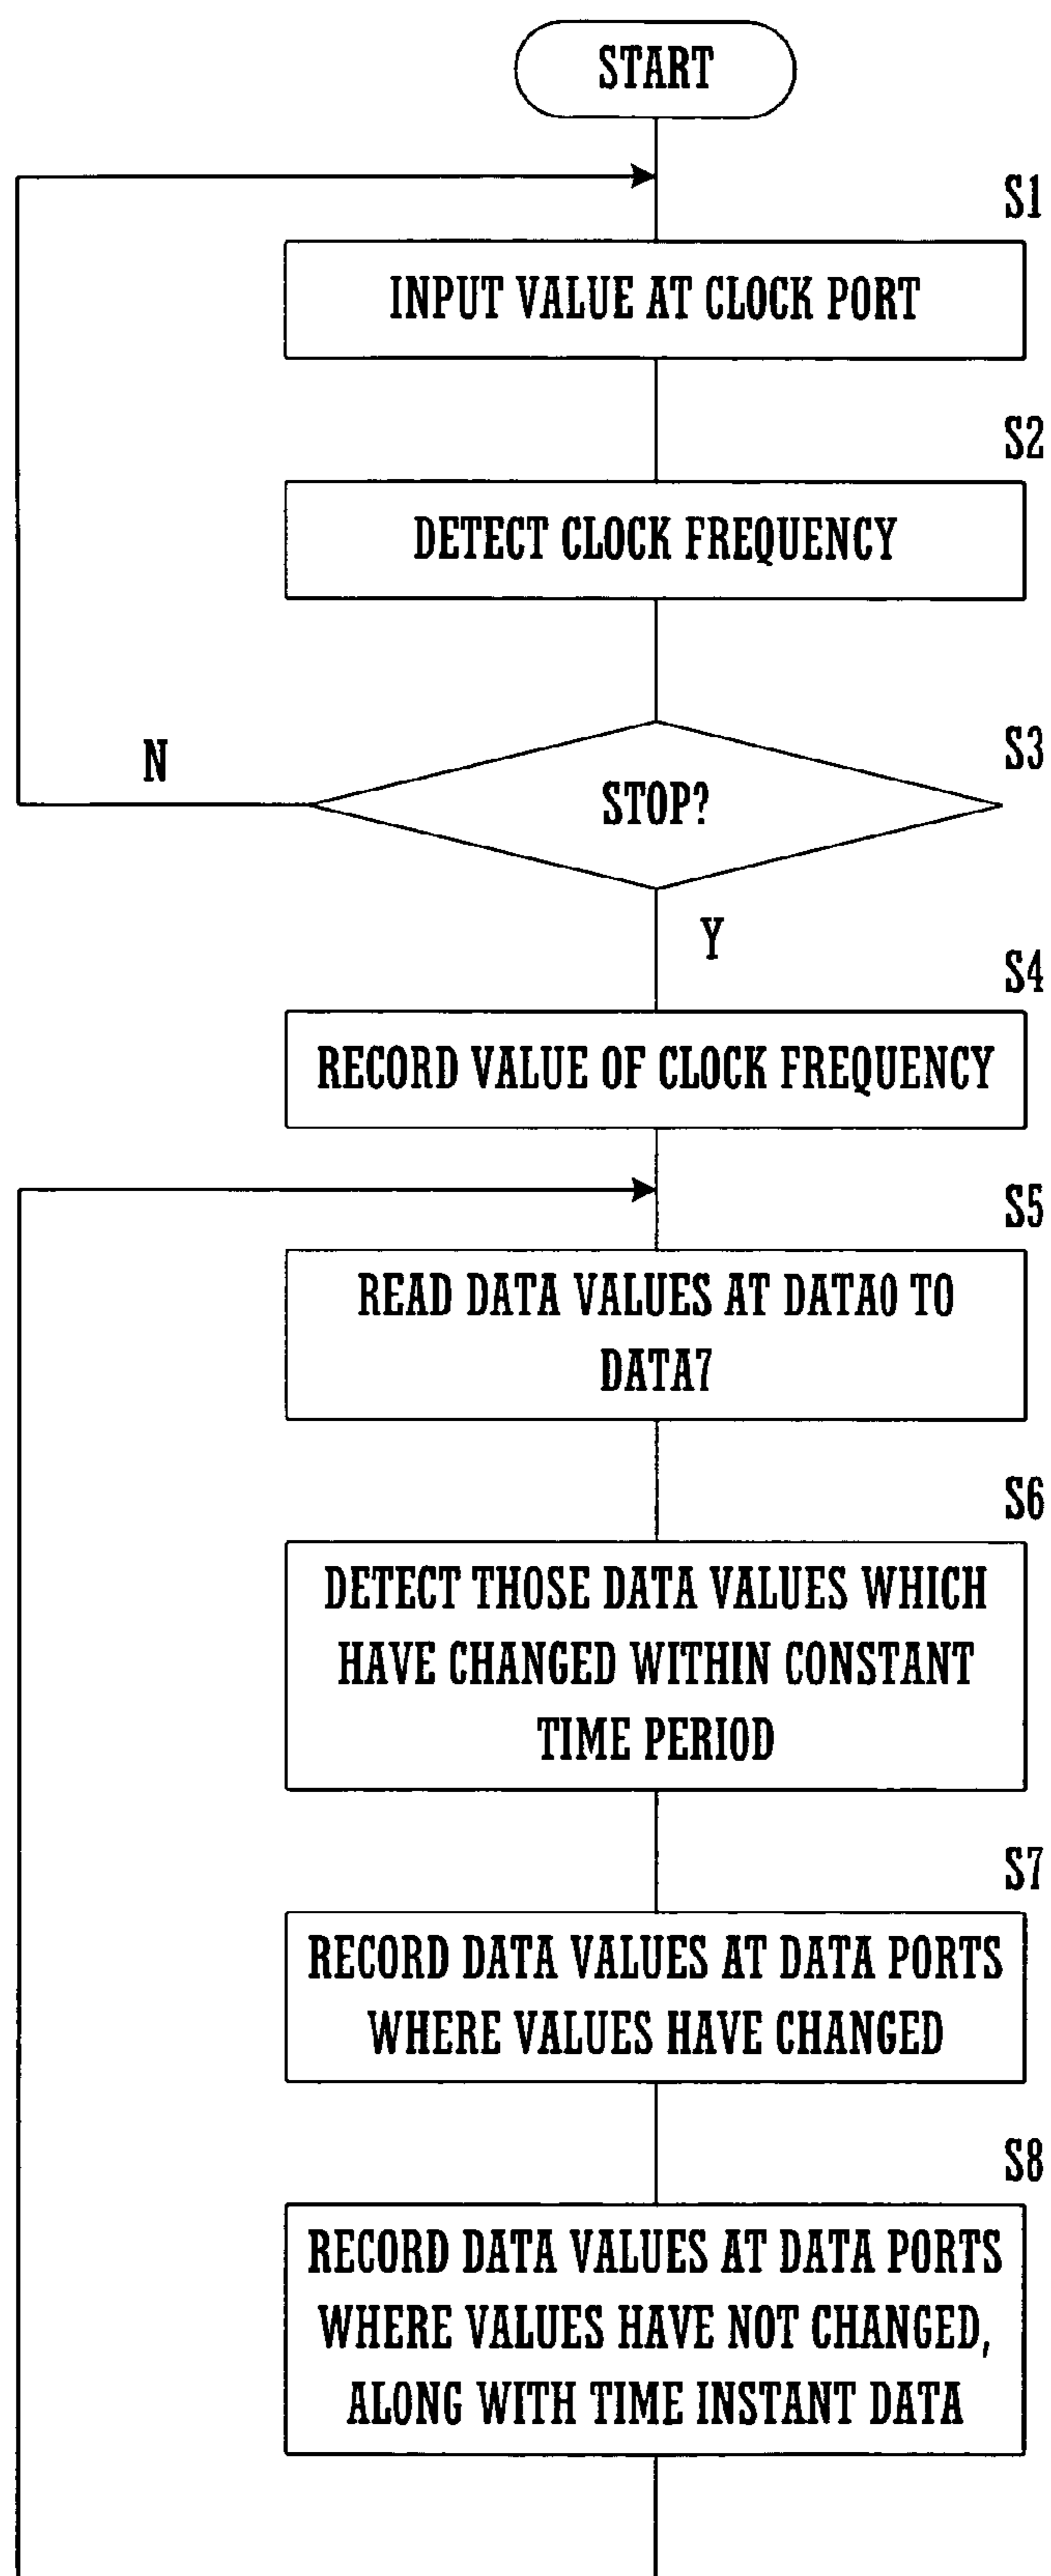 START
S1
INPUT VALUE AT CLOCK PORT
S2
DETECT CLOCK FREQUENCY
S3
N
STOP?
Y
S4
RECORD VALUE OF CLOCK FREQUENCY
S5
READ DATA VALUES AT DATA0 TO
DATA7
S6
DETECT THOSE DATA VALUES WHICH
HAVE CHANGED WITHIN CONSTANT
TIME PERIOD
S7
RECORD DATA VALUES AT DATA PORTS
WHERE VALUES HAVE CHANGED
S8
RECORD DATA VALUES AT DATA PORTS
WHERE VALUES HAVE NOT CHANGED,
ALONG WITH TIME INSTANT DATA